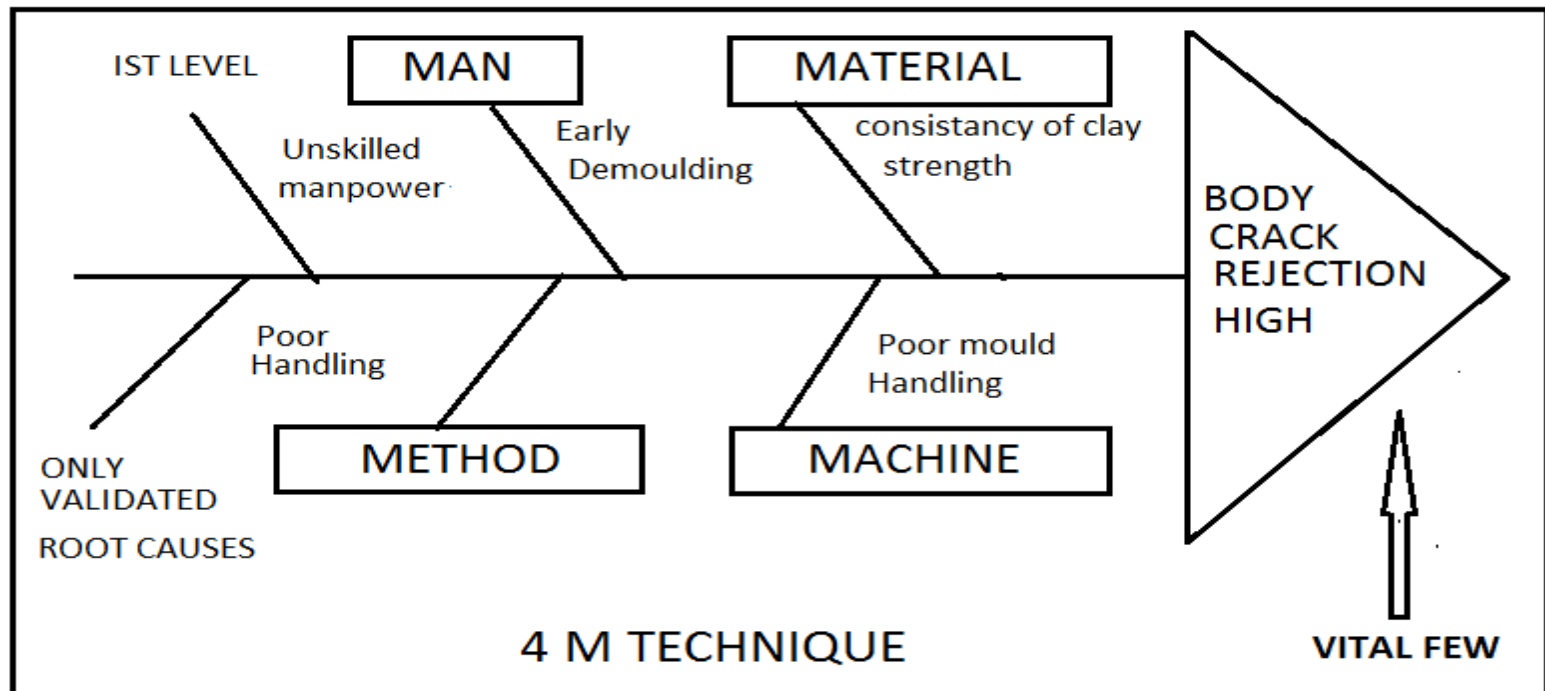 IST LEVEL
MAN
MATERIAL
Unskilled
manpower
Early
Demoulding
consistancy of clay
strength
BODY
CRACK
REJECTION
HIGH
Poor
Handling
Poor mould
Handling
METHOD
MACHINE
ONLY
VALIDATED
ROOT CAUSES
4 M TECHNIQUE
VITAL FEW